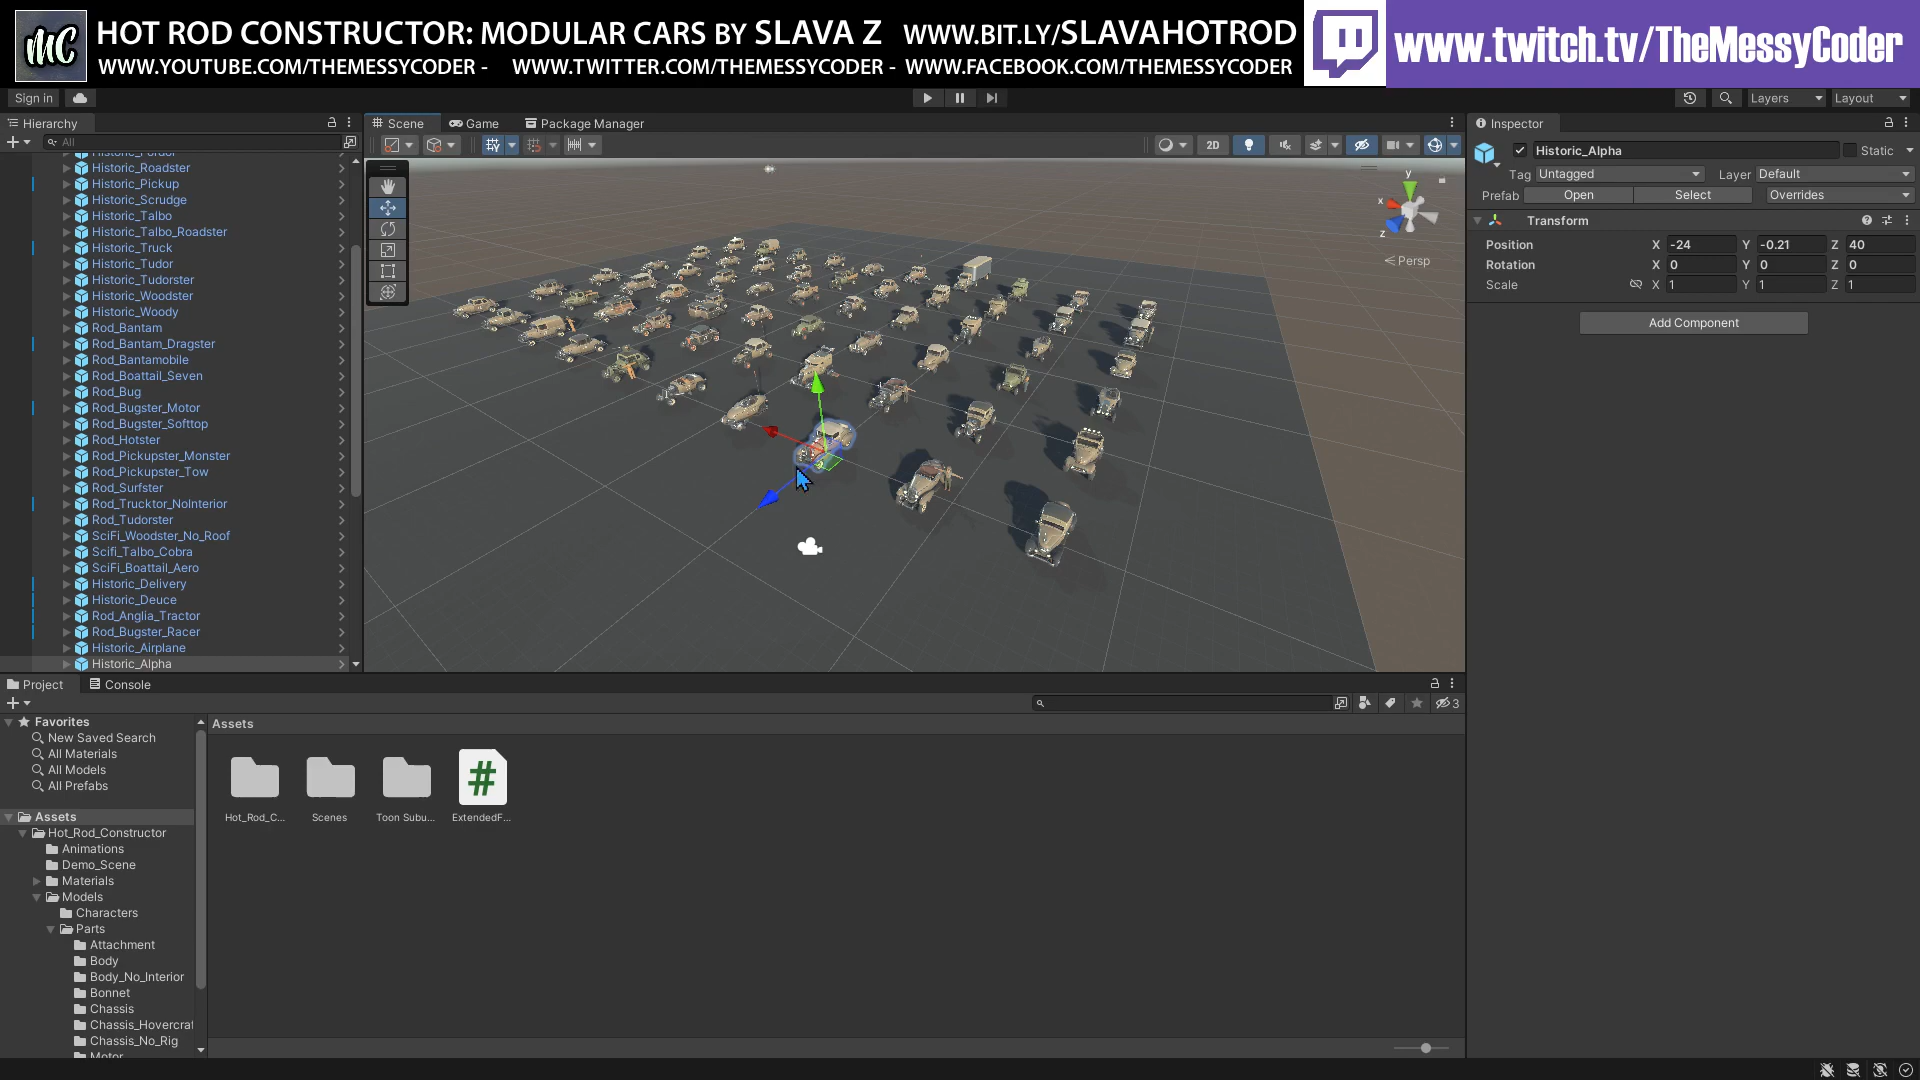 MC
HOT ROD CONSTRUCTOR: MODULAR CARS BY SLAVA Z WWW.BIT.LY/SLAVAHOTROD
WWW.YOUTUBE.COM/THEMESSYCODER - WWW.TWITTER.COM/THEMESSYCODER - WWW.FACEBOOK.COM/THEMESSYCODER
www.twitch.tv/TheMessyCoder
Sign in
Layers
Layout
Hierarchy
All
Historic_Roadster
Historic_Pickup
Historic_Scrudge
Historic_Talbo
Historic_Talbo_Roadster
Historic_Truck
Historic_Tudor
Historic_Tudorster
Historic_Woodster
Historic_Woody
Rod_Bantam
Rod_Bantam_Dragster
Rod_Bantamobile
Rod_Boattail_Seven
Rod_Bug
Rod_Bugster_Motor
Rod_Bugster_Softtop
Rod_Hotster
Rod_Pickupster_Monster
Rod_Pickupster_Tow
Rod_Surfster
Rod_Trucktor_NoInterior
Rod_Tudorster
SciFi_Woodster_No_Roof
Scifi_Talbo_Cobra
SciFi_Boattail_Aero
Historic_Delivery
Historic_Deuce
Rod_Anglia_Tractor
Rod_Bugster_Racer
Historic_Airplane
Historic_Alpha
Scene
Game
Package Manager
2D
y
x
z
Persp
Inspector
Historic_Alpha
Static
Tag Untagged
Layer Default
Prefab Open Select Overrides
Transform
Position X -24 Y -0.21 Z 40
Rotation X 0 Y 0 Z 0
Scale X 1 Y 1 Z 1
Add Component
Project
Console
3
Favorites
New Saved Search
All Materials
All Models
All Prefabs
Assets
Hot_Rod_Constructor
Animations
Demo_Scene
Materials
Models
Characters
Parts
Attachment
Body
Body_No_Interior
Bonnet
Chassis
Chassis_Hovercraf
Chassis_No_Rig
Assets
#
Hot_Rod_C...
Scenes
Toon Subu...
ExtendedF...